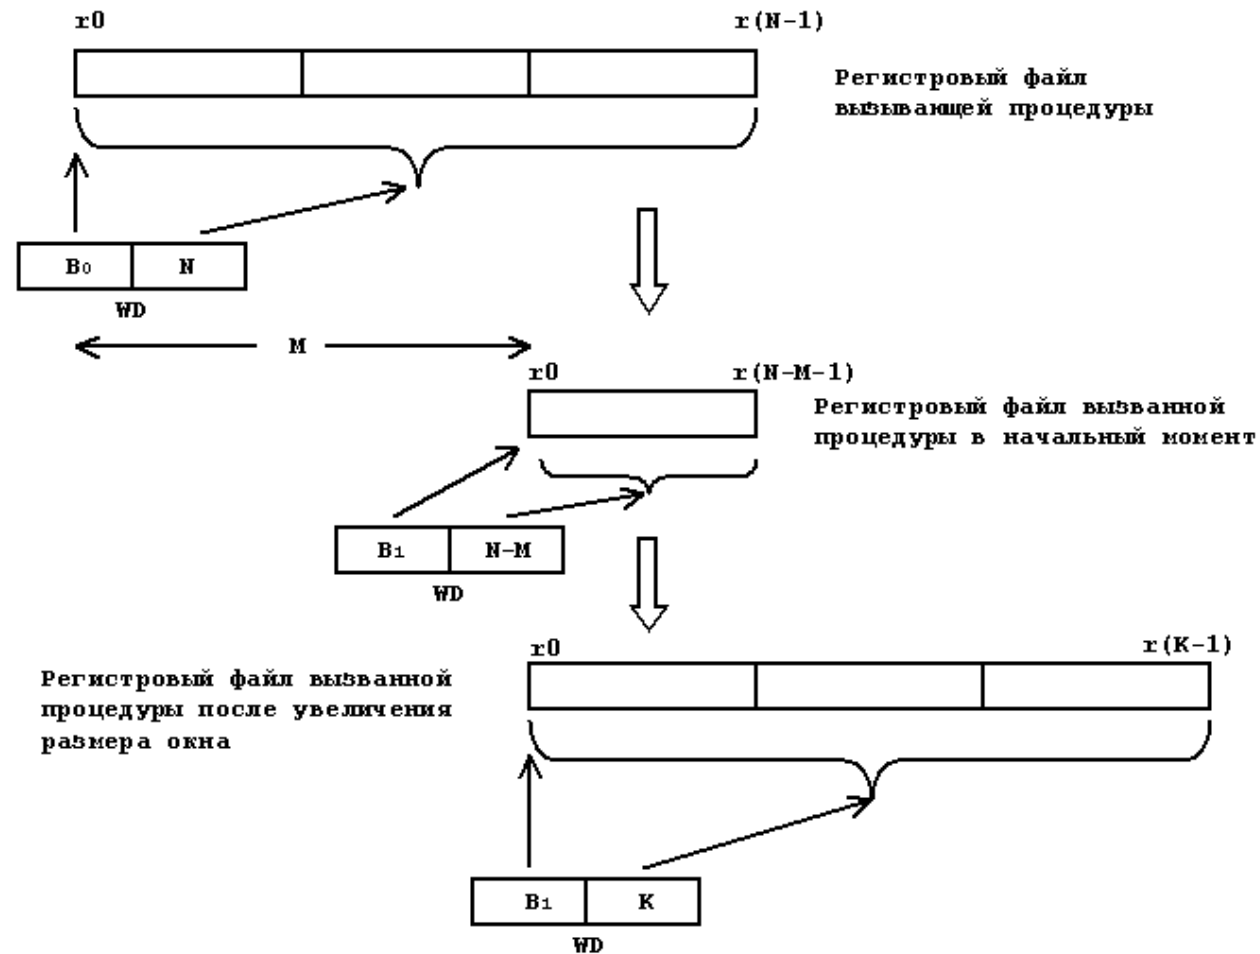 r0
r(N-1)
Регистровый файл
вызывающей процедуры
B0 N
WD
M
r0
r(N-M-1)
Регистровый файл вызванной
процедуры в начальный момент
B1 N-M
WD
r0
r(K-1)
Регистровый файл вызванной
процедуры после увеличения
размера окна
B1 K
WD